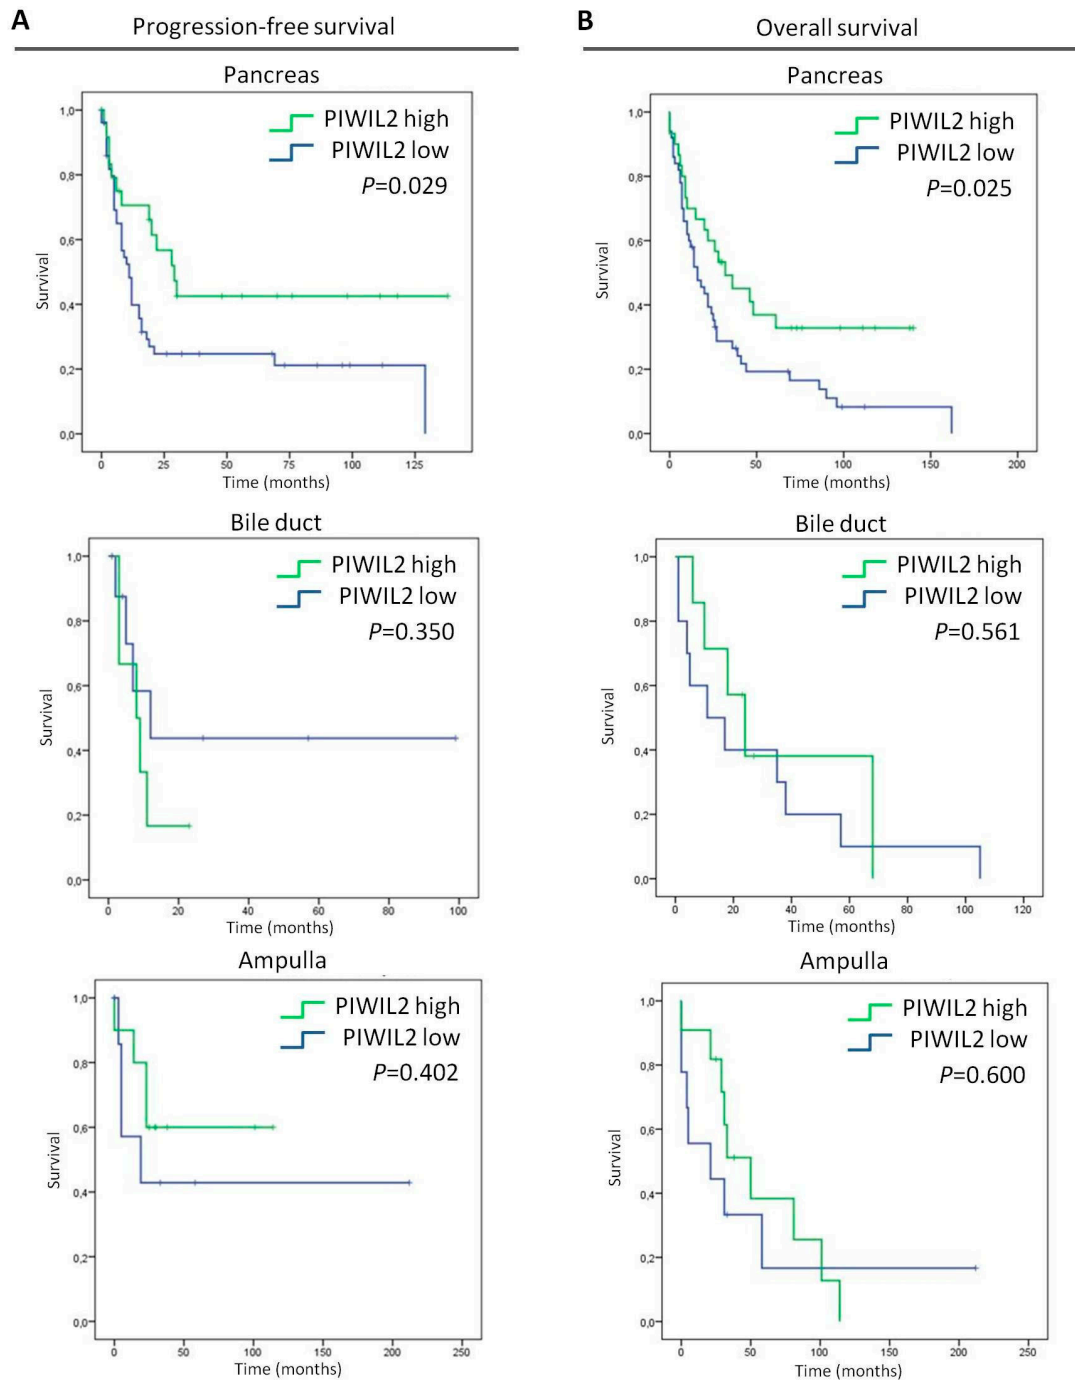 A
Progression-free survival
B
Overall survival
Pancreas
PIWIL2 high
PIWIL2 low
P=0.029
1,0
0,8
0,6
0,4
0,2
0,0
Survival
0 25 50 75 100 125
Time (months)
Pancreas
PIWIL2 high
PIWIL2 low
P=0.025
1,0
0,8
0,6
0,4
0,2
0,0
Survival
0 50 100 150 200
Time (months)
Bile duct
PIWIL2 high
PIWIL2 low
P=0.350
1,0
0,8
0,6
0,4
0,2
0,0
Survival
0 20 40 60 80 100
Time (months)
Bile duct
PIWIL2 high
PIWIL2 low
P=0.561
1,0
0,8
0,6
0,4
0,2
0,0
Survival
0 20 40 60 80 100 120
Time (months)
Ampulla
PIWIL2 high
PIWIL2 low
P=0.402
1,0
0,8
0,6
0,4
0,2
0,0
Survival
0 50 100 150 200 250
Time (months)
Ampulla
PIWIL2 high
PIWIL2 low
P=0.600
1,0
0,8
0,6
0,4
0,2
0,0
Survival
0 50 100 150 200 250
Time (months)